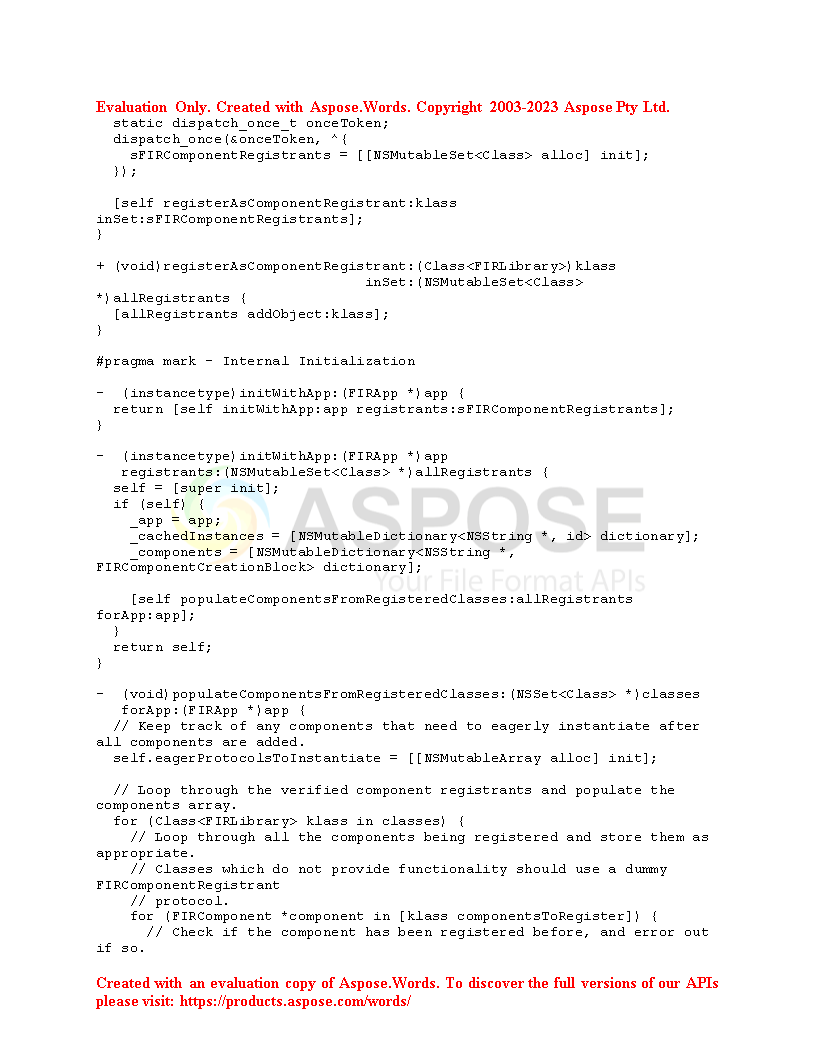 Evaluation Only. Created with Aspose.Words. Copyright 2003-2023 Aspose Pty Ltd.
  static dispatch_once_t onceToken;
  dispatch_once(&onceToken, ^{
    sFIRComponentRegistrants = [[NSMutableSet<Class> alloc] init];
  });

  [self registerAsComponentRegistrant:klass
inSet:sFIRComponentRegistrants];
}

+ (void)registerAsComponentRegistrant:(Class<FIRLibrary>)klass
                                inSet:(NSMutableSet<Class>
*)allRegistrants {
  [allRegistrants addObject:klass];
}

#pragma mark - Internal Initialization

-  (instancetype)initWithApp:(FIRApp *)app {
  return [self initWithApp:app registrants:sFIRComponentRegistrants];
}

-  (instancetype)initWithApp:(FIRApp *)app
   registrants:(NSMutableSet<Class> *)allRegistrants {
  self = [super init];
  if (self) {
    _app = app;
    _cachedInstances = [NSMutableDictionary<NSString *, id> dictionary];
    _components = [NSMutableDictionary<NSString *,
FIRComponentCreationBlock> dictionary];

    [self populateComponentsFromRegisteredClasses:allRegistrants
forApp:app];
  }
  return self;
}

-  (void)populateComponentsFromRegisteredClasses:(NSSet<Class> *)classes
   forApp:(FIRApp *)app {
  // Keep track of any components that need to eagerly instantiate after
all components are added.
  self.eagerProtocolsToInstantiate = [[NSMutableArray alloc] init];

  // Loop through the verified component registrants and populate the
components array.
  for (Class<FIRLibrary> klass in classes) {
    // Loop through all the components being registered and store them as
appropriate.
    // Classes which do not provide functionality should use a dummy
FIRComponentRegistrant
    // protocol.
    for (FIRComponent *component in [klass componentsToRegister]) {
      // Check if the component has been registered before, and error out
if so.
ASPOSE
Your File Format APIs
Created with an evaluation copy of Aspose.Words. To discover the full versions of our APIs
please visit: https://products.aspose.com/words/